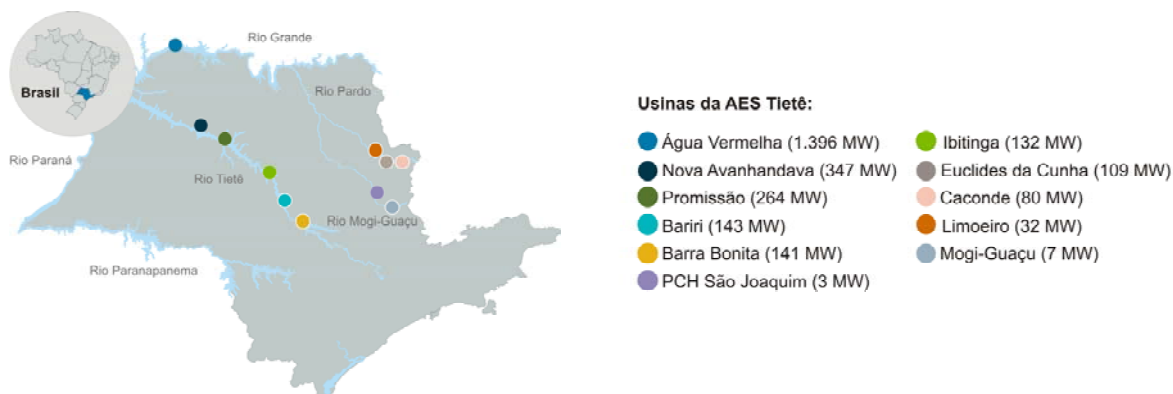 Rio Grande
Brasil
Rio Pardo
Rio Paraná
Rio Tietê
Rio Mogi-Guaçu
Rio Paranapanema
Usinas da AES Tietê:
Água Vermelha (1.396 MW)
Nova Avanhandava (347 MW)
Promissão (264 MW)
Bariri (143 MW)
Barra Bonita (141 MW)
PCH São Joaquim (3 MW)
Ibitinga (132 MW)
Euclides da Cunha (109 MW)
Caconde (80 MW)
Limoeiro (32 MW)
Mogi-Guaçu (7 MW)